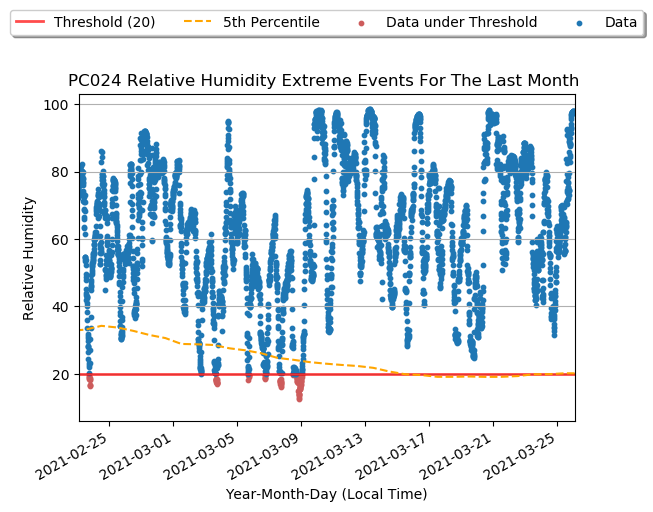 Threshold (20) 5th Percentile Data under Threshold Data
PC024 Relative Humidity Extreme Events For The Last Month
100
80
60
40
20
Relative Humidity
2021-02-25 2021-03-01 2021-03-05 2021-03-09 2021-03-13 2021-03-17 2021-03-21 2021-03-25
Year-Month-Day (Local Time)